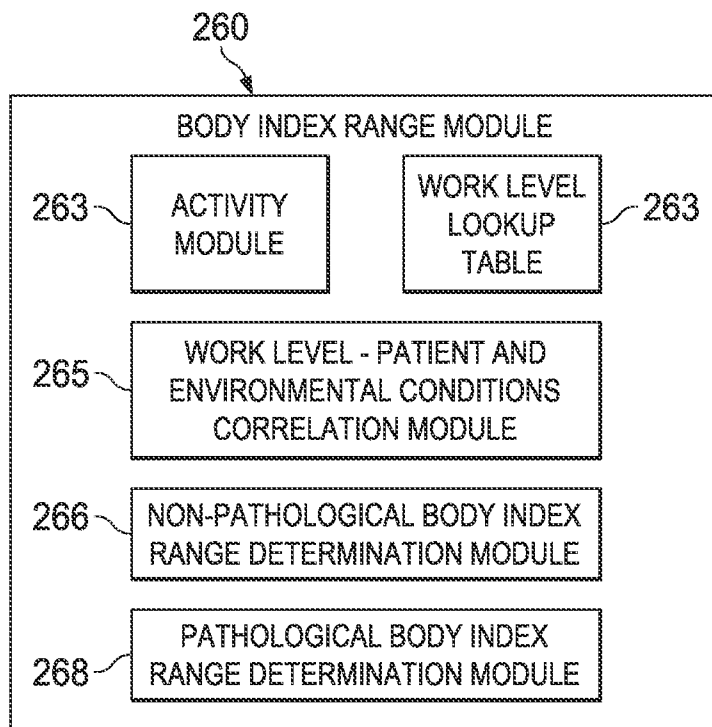 260
BODY INDEX RANGE MODULE
263
ACTIVITY
MODULE
WORK LEVEL
LOOKUP
TABLE
263
265
WORK LEVEL - PATIENT AND
ENVIRONMENTAL CONDITIONS
CORRELATION MODULE
266
NON-PATHOLOGICAL BODY INDEX
RANGE DETERMINATION MODULE
268
PATHOLOGICAL BODY INDEX
RANGE DETERMINATION MODULE